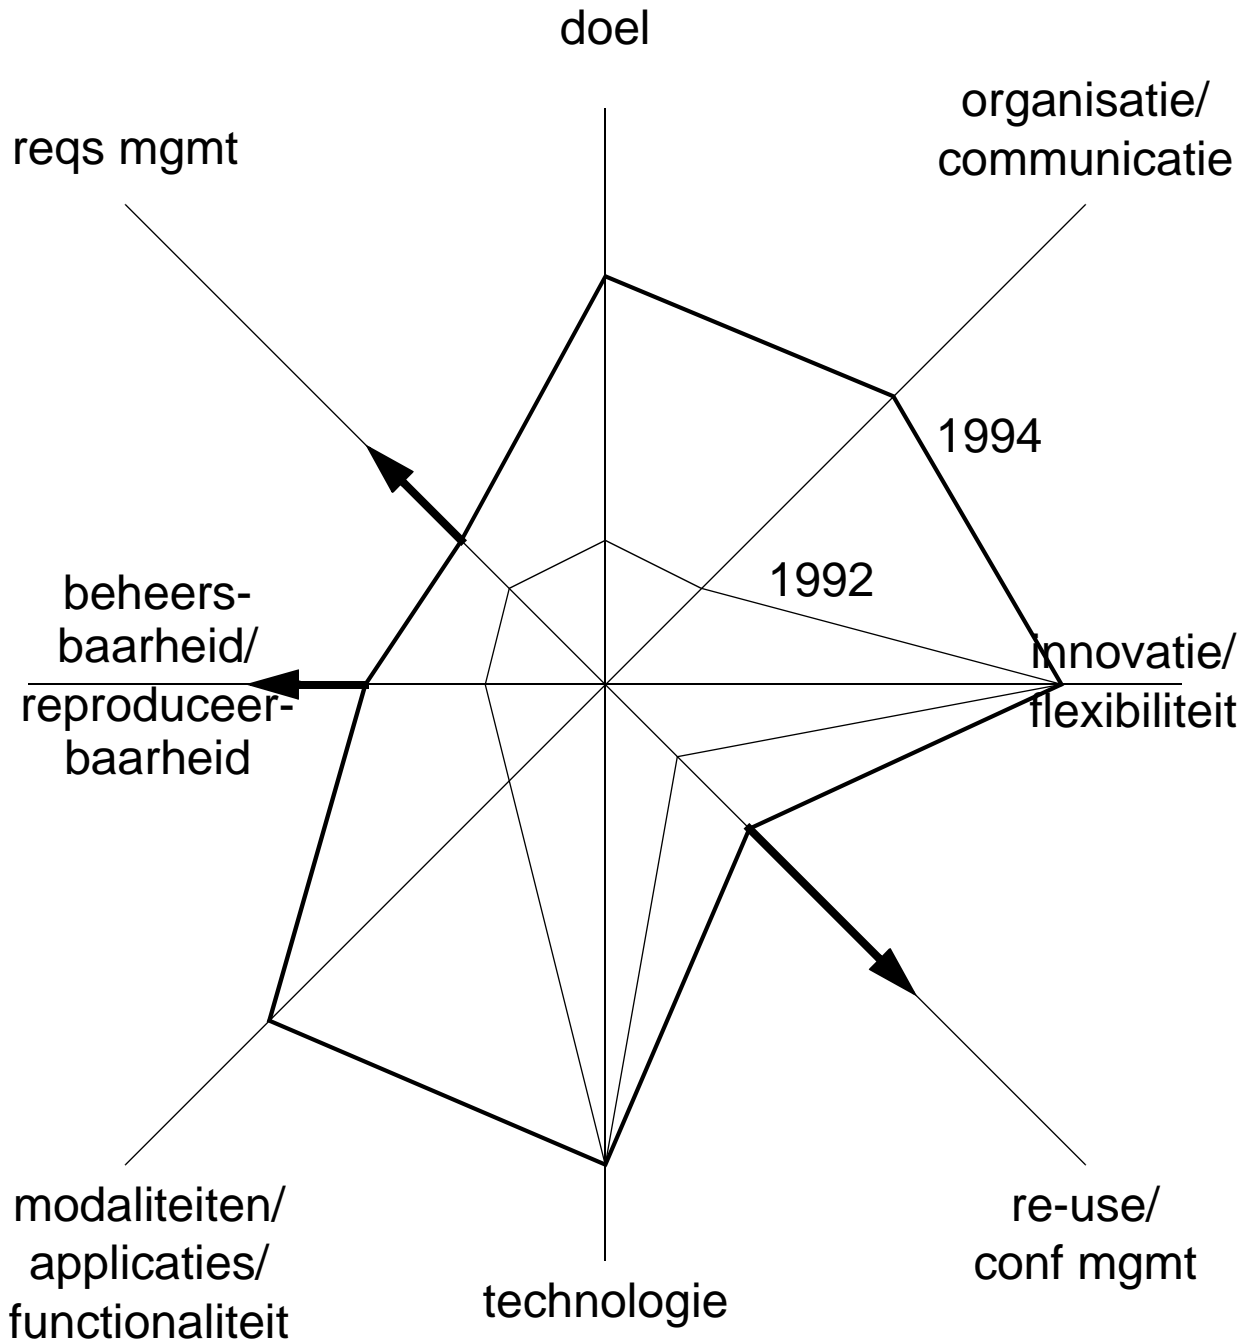 doel
organisatie/
communicatie
reqs mgmt
1994
1992
beheers-
baarheid/
reproduceer-
baarheid
innovatie/
flexibiliteit
modaliteiten/
applicaties/
functionaliteit
technologie
re-use/
conf mgmt